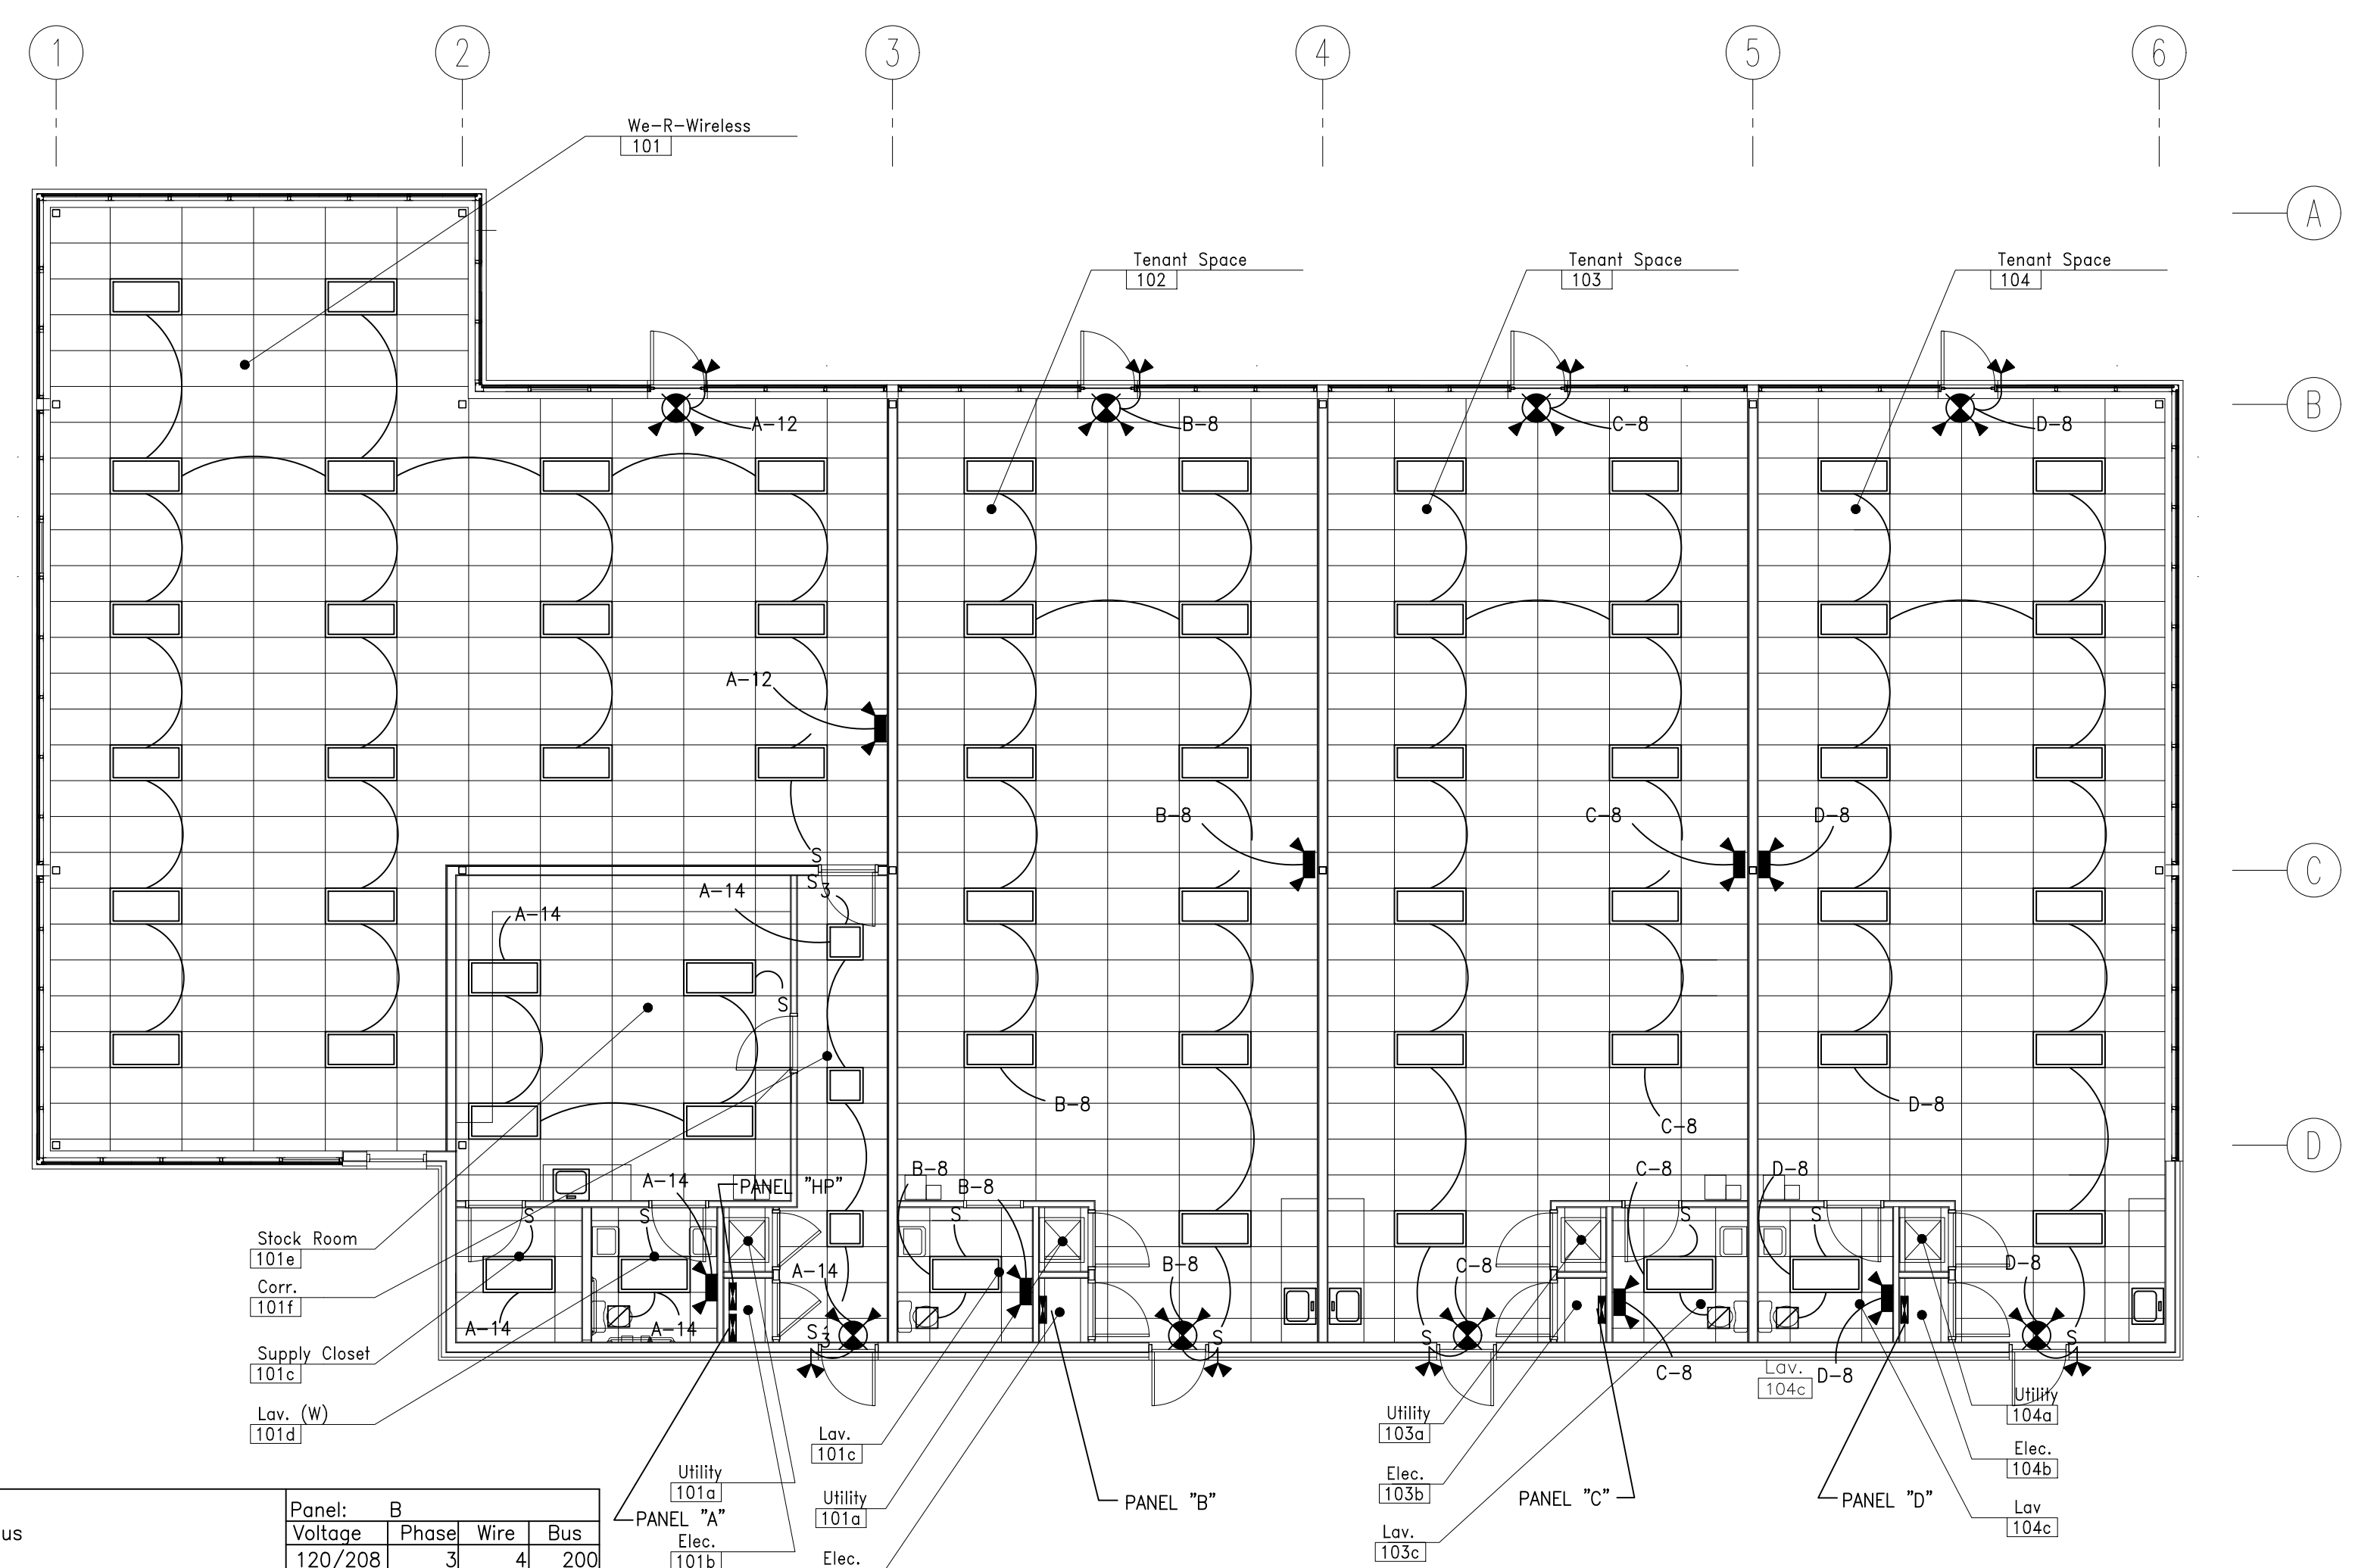 1 2 3 4 5 6
We-R-Wireless
101
A
Tenant Space Tenant Space Tenant Space
102 103 104
B
A-12 B-8 C-8 D-8
A-12
B-8 C-8 D-8
S
C
S3
A-14
A-14
S
B-8 D-8
C-8
D
B-8 C-8 D-8
A-14 PANEL "HP" B-8
S S S S S
Stock Room
101e
A-14 B-8 C-8 D-8
Corr.
101f
A-14 A-14 S3 S S S
Supply Closet
101c
Lav.
104c
D-8
C-8
Utility
104a
Lav. (W)
101d
Lav.
101c
Utility
103a
Elec.
104b
Utility
101a
Elec.
103b
Utility
101a
PANEL "A"
PANEL "B"
PANEL "C"
PANEL "D"
Lav
104c
Elec.
101b
Elec.
Lav.
103c
Panel: B
us
Voltage Phase Wire Bus
120/208 3 4 200